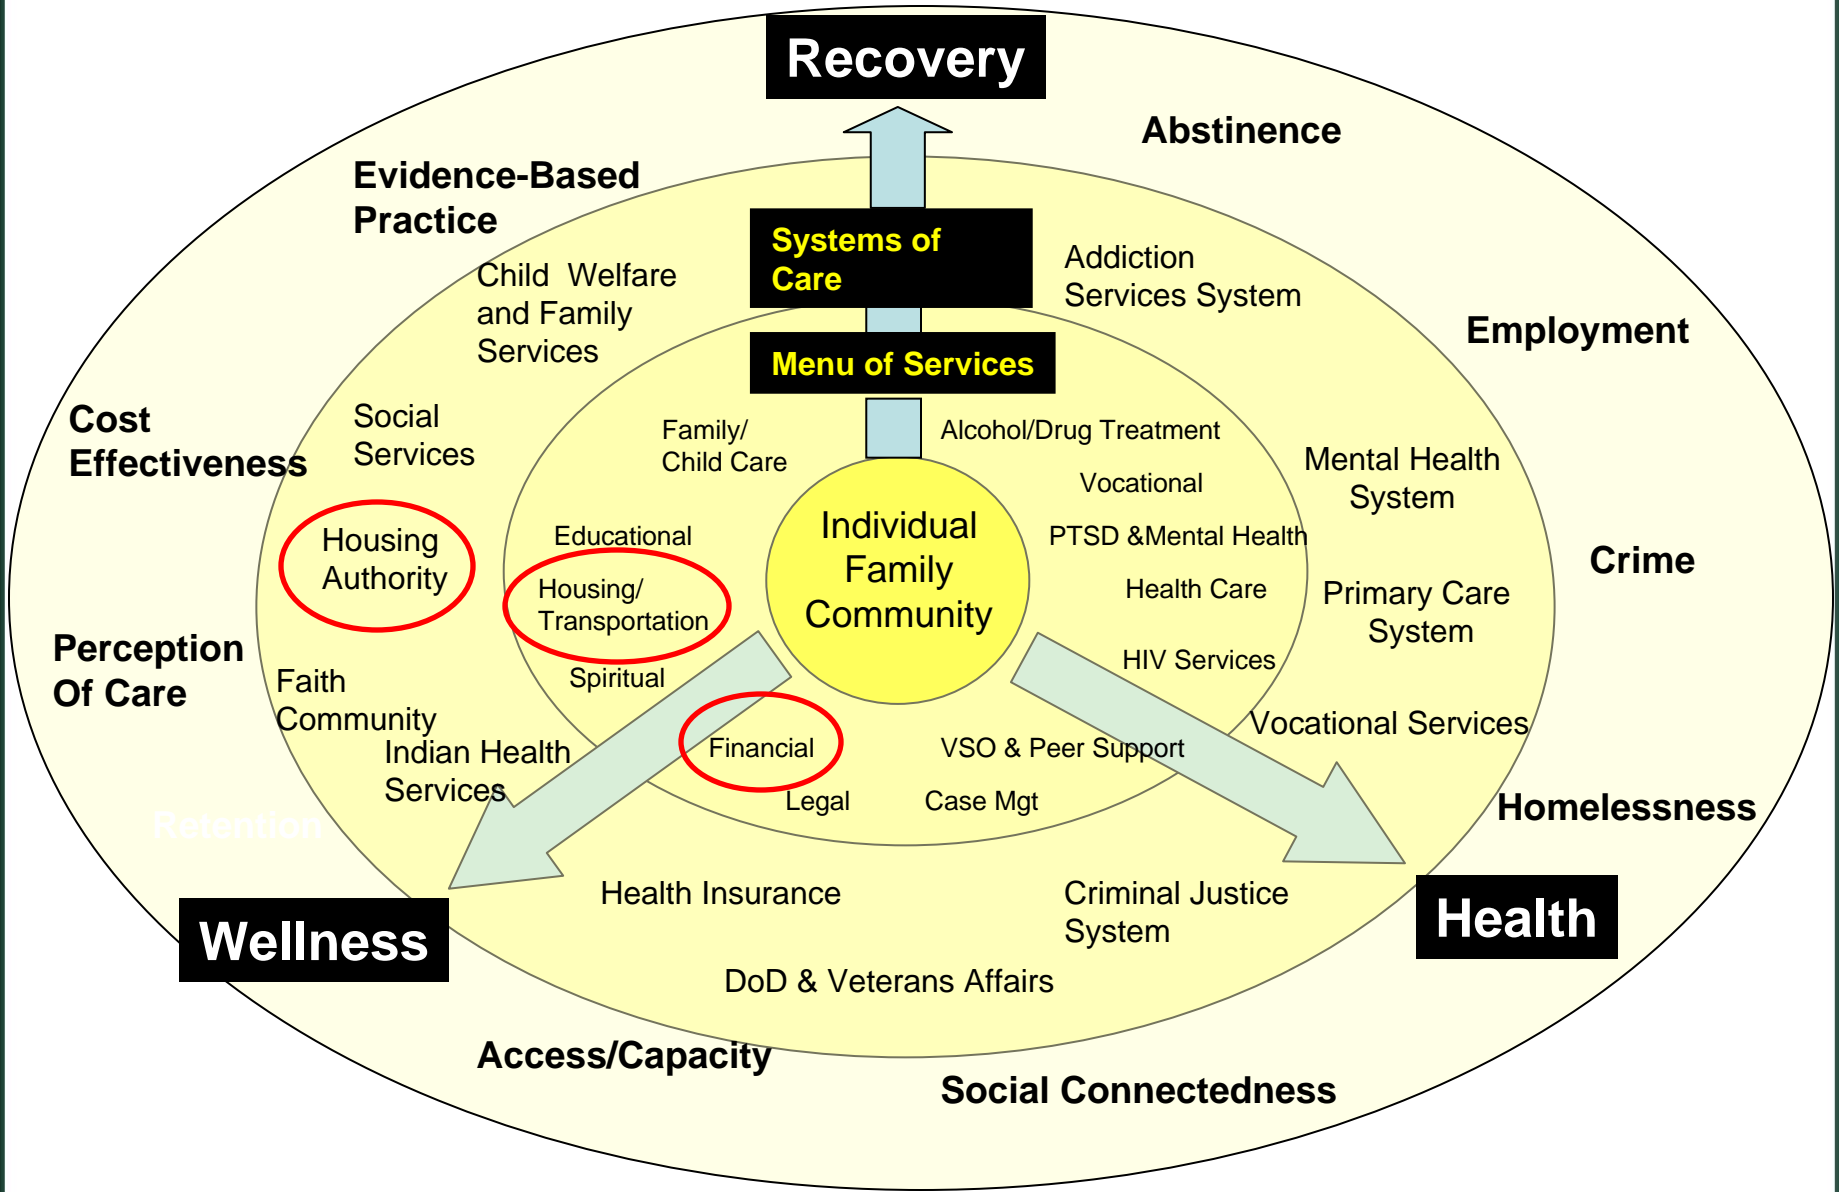 Recovery
Abstinence
Evidence-Based
Practice
Systems of
Care
Addiction
Services System
Child  Welfare
and Family
Services
Employment
Menu of Services
Cost
Effectiveness
Social
Services
Family/
Child Care
Alcohol/Drug Treatment
Mental Health
System
Vocational
Housing
Authority
Educational
Individual
Family
Community
PTSD &Mental Health
Crime
Housing/
Transportation
Health Care
Primary Care
System
Perception
Of Care
Spiritual
HIV Services
Faith
Community
Vocational Services
Indian Health
Services
Financial
VSO & Peer Support
Legal
Case Mgt
Homelessness
Retention
Health Insurance
Criminal Justice
System
Wellness
Health
DoD & Veterans Affairs
Access/Capacity
Social Connectedness